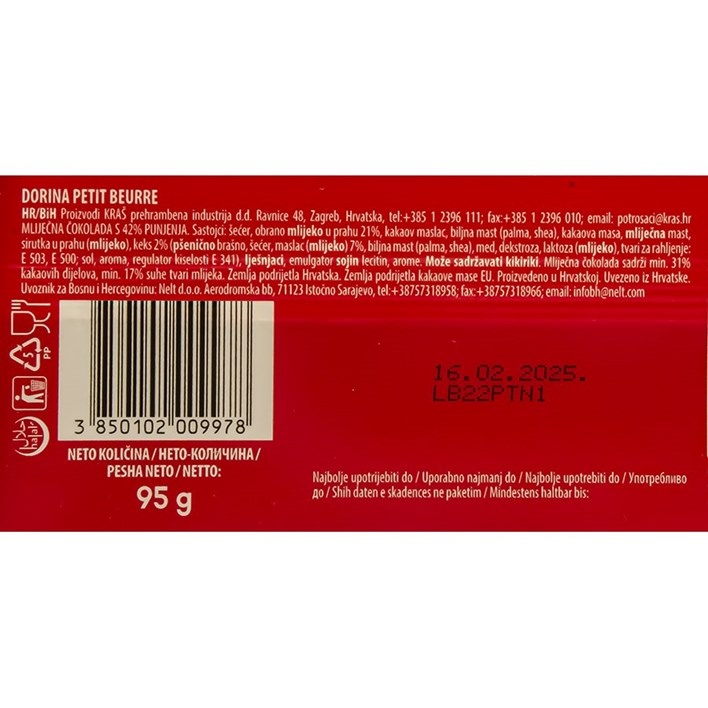 DORINA PETIT BEURRE
HR/BiH Proizvodi KRAŠ prehrambena industrija d.d. Ravnice 48, Zagreb, Hrvatska, tel:+385 1 2396 111; fax:+385 1 2396 010; email: potrosaci@kras.hr
MLIJEČNA ČOKOLADA S 42% PUNJENJA. Sastojci: šećer, obrano mlijeko u prahu 21%, kakaov maslac, biljna mast (palma, shea), kakaova masa, mliječna mast,
sirutka u prahu (mlijeko), keks 2% (pšenično brašno, šećer, maslac (mlijeko) 7%, biljna mast (palma, shea), med, dekstroza, laktoza (mlijeko), tvari za rahljenje:
E 503, E 500; sol, aroma, regulator kiselosti E 341), lješnjaci, emulgator sojin lecitin, arome. Može sadržavati kikiriki. Mliječna čokolada sadrži min. 31%
kakaovih dijelova, min. 17% suhe tvari mlijeka. Zemlja podrijetla Hrvatska. Zemlja podrijetla kakaove mase EU. Proizvedeno u Hrvatskoj. Uvezeno iz Hrvatske.
Uvoznik za Bosnu i Hercegovinu: Nelt d.o.o. Aerodromska bb, 71123 Istočno Sarajevo, tel:+38757318958; fax:+38757318966; email: infobh@nelt.com
5
PP
halal
3 850102 009978
16.02.2025.
LB22PTN1
NETO KOLIČINA / НЕТО-КОЛИЧИНА /
PESHA NETO / NETTO:
95 g
Najbolje upotrijebiti do / Uporabno najmanj do / Najbolje upotrebiti do / Употребљиво
до / Shih daten e skadences ne paketim / Mindestens haltbar bis: